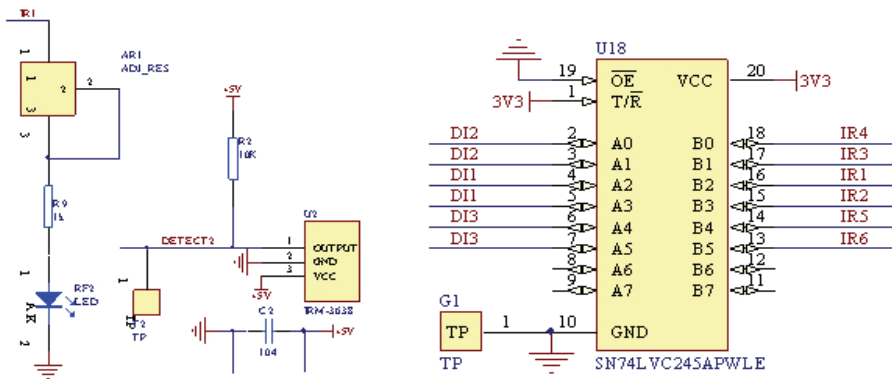 IR1
1
AR1
ADJ_RES
1
2
2
3
3
+5V
R2
10K
R9
1k
U2
DETECT2
1
OUTPUT
2
GND
3
VCC
+5V
IRM-3638
1
RF2
LED
A K
2
1
TP
TP
C2
104
+5V
U18
19
OE
VCC
20
3V3
3V3
1
T/R
DI2
2
A0
B0
18
IR4
DI2
3
A1
B1
17
IR3
DI1
4
A2
B2
16
IR1
DI1
5
A3
B3
15
IR2
DI3
6
A4
B4
14
IR5
DI3
7
A5
B5
13
IR6
8
A6
B6
12
9
A7
B7
11
G1
TP
1
10
GND
TP
SN74LVC245APWLE